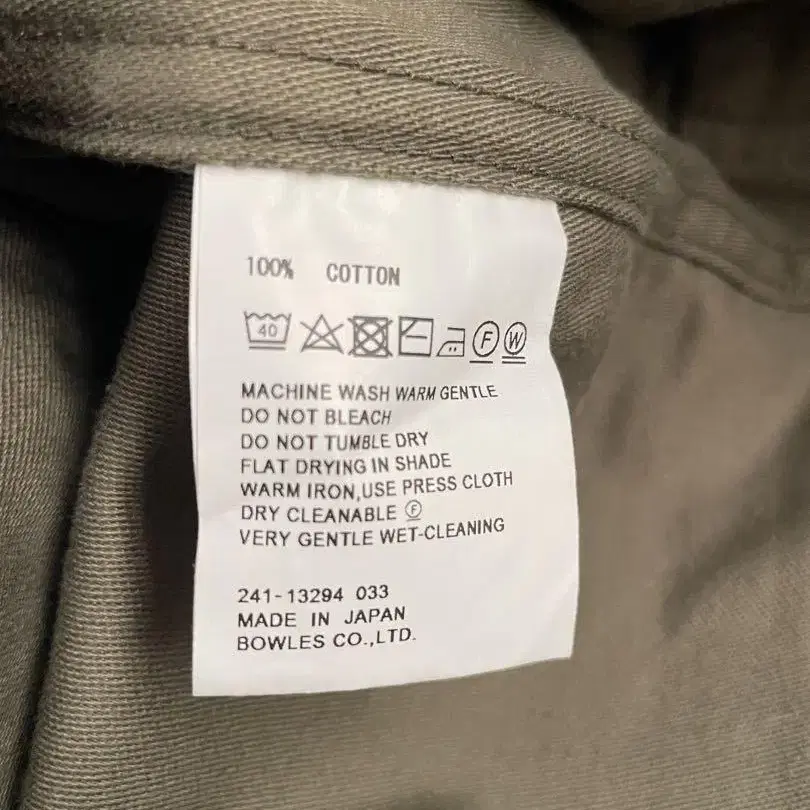 100% COTTON
40 F W
MACHINE WASH WARM GENTLE
DO NOT BLEACH
DO NOT TUMBLE DRY
FLAT DRYING IN SHADE
WARM IRON,USE PRESS CLOTH
DRY CLEANABLE Ⓕ
VERY GENTLE WET-CLEANING
241-13294 033
MADE IN JAPAN
BOWLES CO.,LTD.